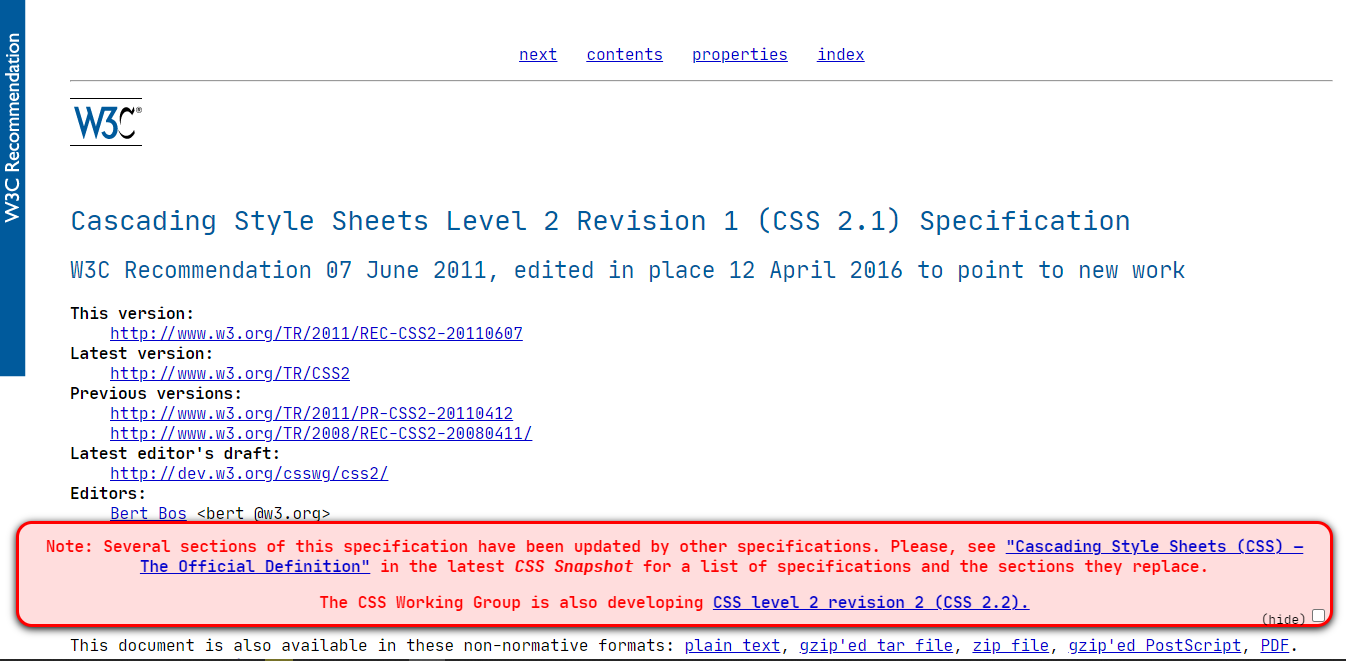 next contents properties index
W3C Recommendation
W3C®
Cascading Style Sheets Level 2 Revision 1 (CSS 2.1) Specification
W3C Recommendation 07 June 2011, edited in place 12 April 2016 to point to new work
This version:
http://www.w3.org/TR/2011/REC-CSS2-20110607
Latest version:
http://www.w3.org/TR/CSS2
Previous versions:
http://www.w3.org/TR/2011/PR-CSS2-20110412
http://www.w3.org/TR/2008/REC-CSS2-20080411/
Latest editor's draft:
http://dev.w3.org/csswg/css2/
Editors:
Bert Bos <bert @w3.org>
Note: Several sections of this specification have been updated by other specifications. Please, see "Cascading Style Sheets (CSS) —
The Official Definition" in the latest CSS Snapshot for a list of specifications and the sections they replace.
The CSS Working Group is also developing CSS level 2 revision 2 (CSS 2.2).
(hide)
This document is also available in these non-normative formats: plain text, gzip'ed tar file, zip file, gzip'ed PostScript, PDF.